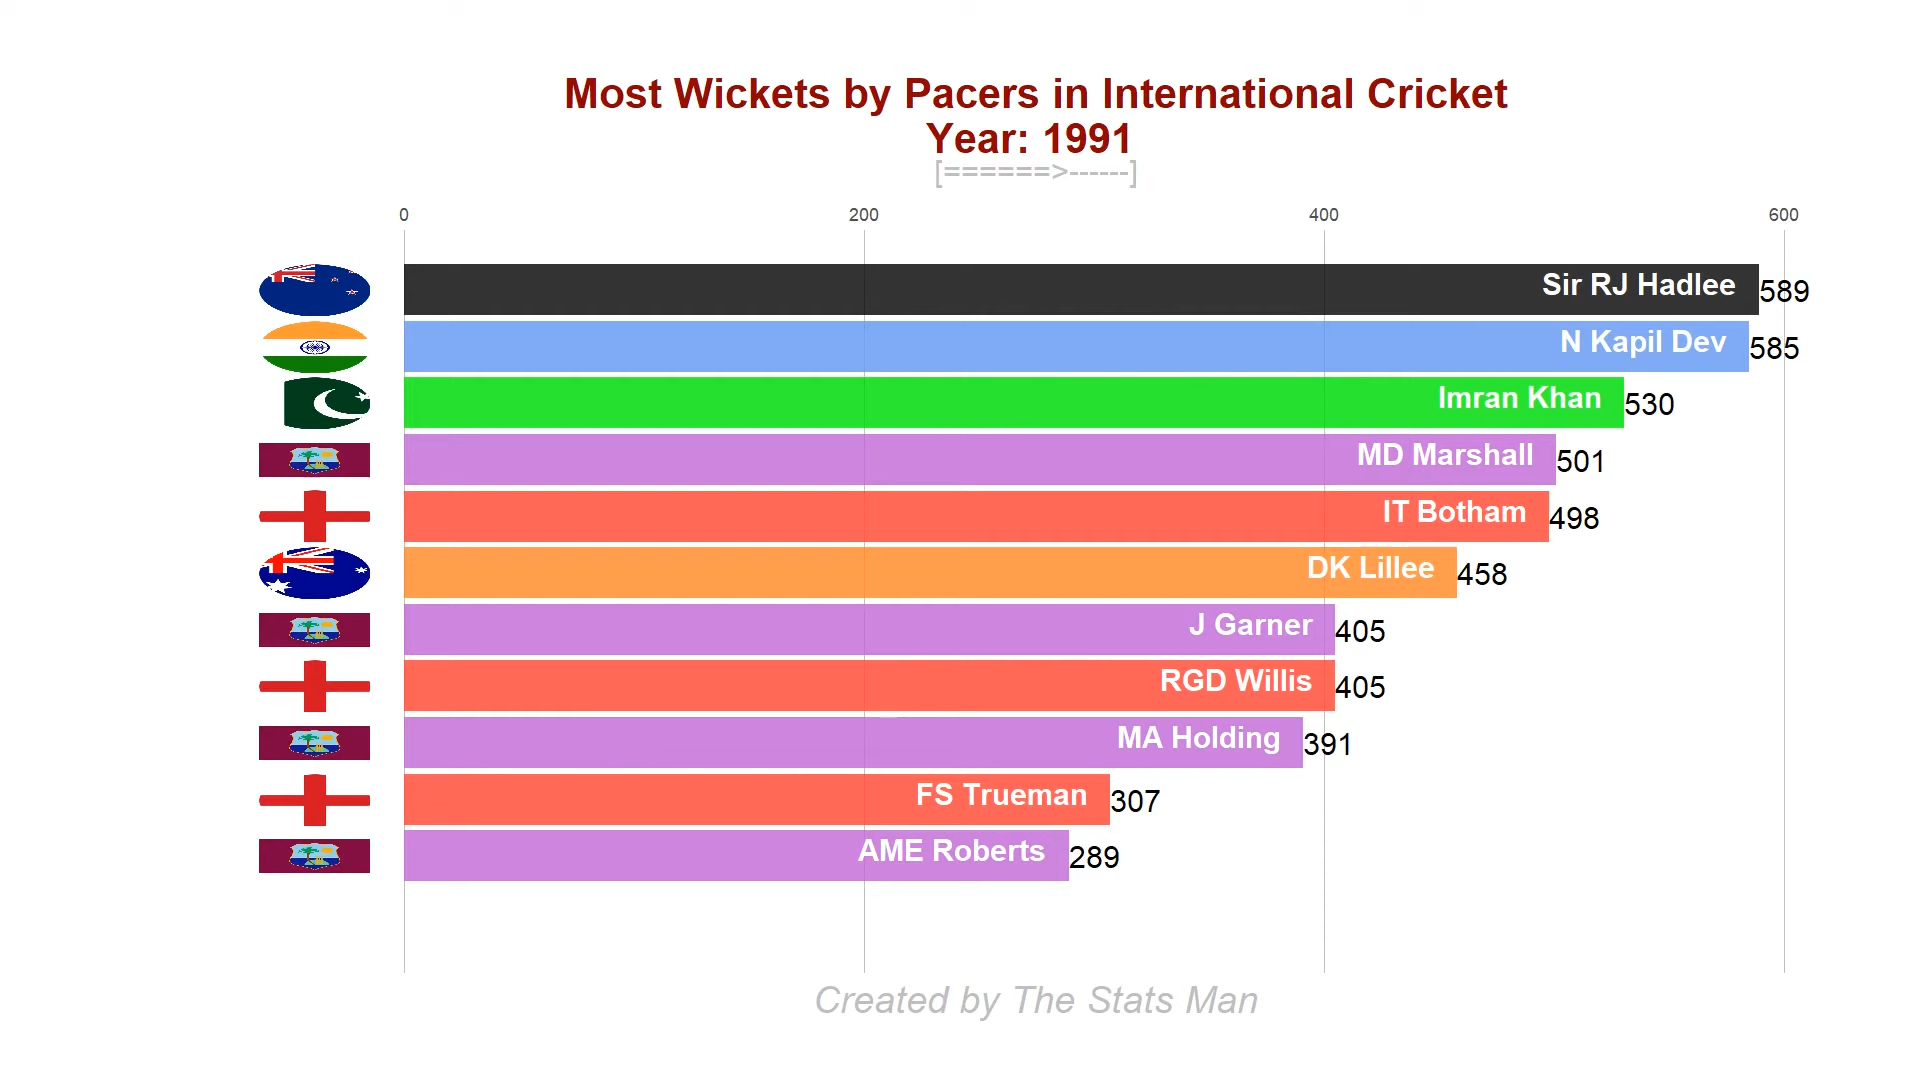 Most Wickets by Pacers in International Cricket
Year: 1991
[======>------]
0 200 400 600
Sir RJ Hadlee 589
N Kapil Dev 585
Imran Khan 530
MD Marshall 501
IT Botham 498
DK Lillee 458
J Garner 405
RGD Willis 405
MA Holding 391
FS Trueman 307
AME Roberts 289
Created by The Stats Man